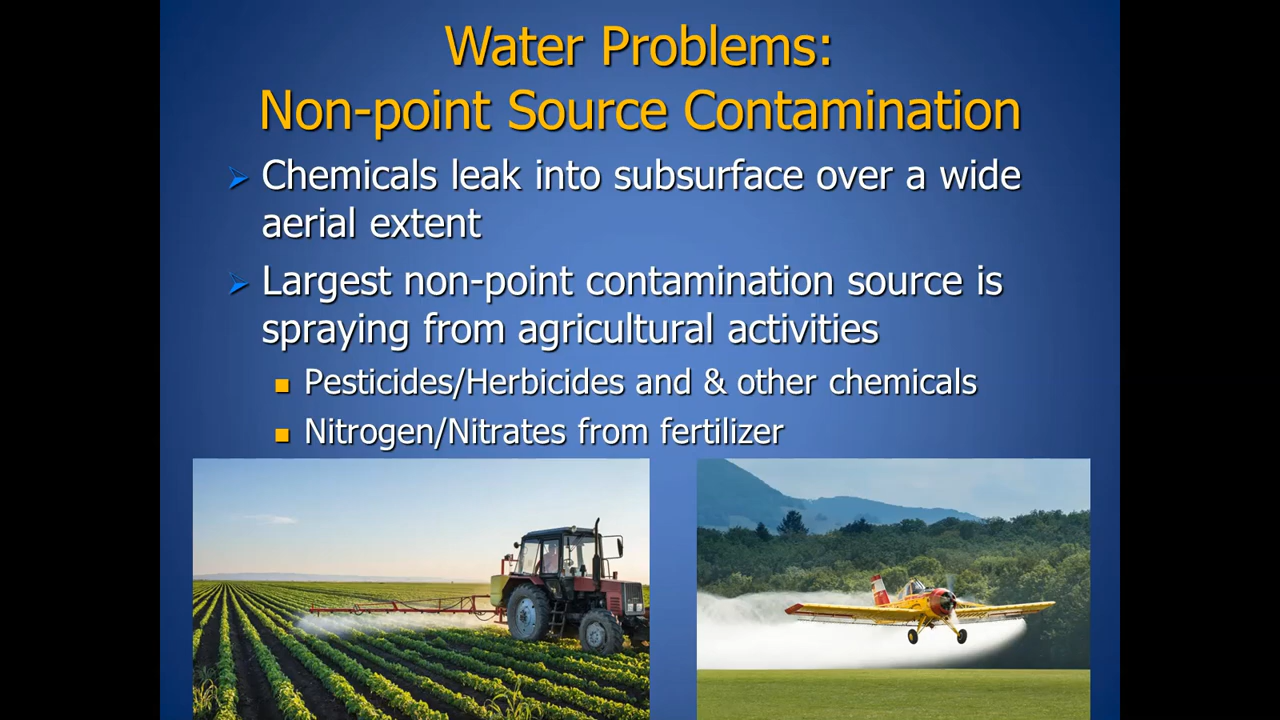 Water Problems:
Non-point Source Contamination
Chemicals leak into subsurface over a wide
aerial extent
Largest non-point contamination source is
spraying from agricultural activities
Pesticides/Herbicides and & other chemicals
Nitrogen/Nitrates from fertilizer